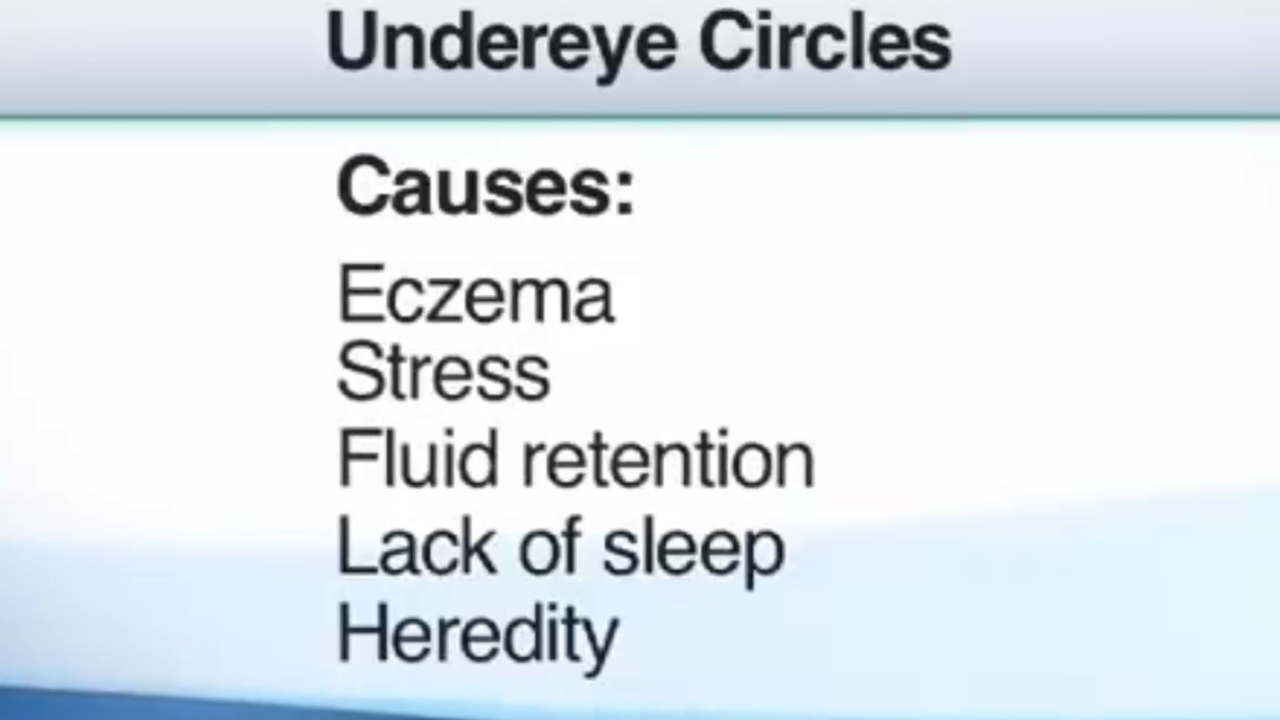 Undereye Circles
Causes:
Eczema
Stress
Fluid retention
Lack of sleep
Heredity